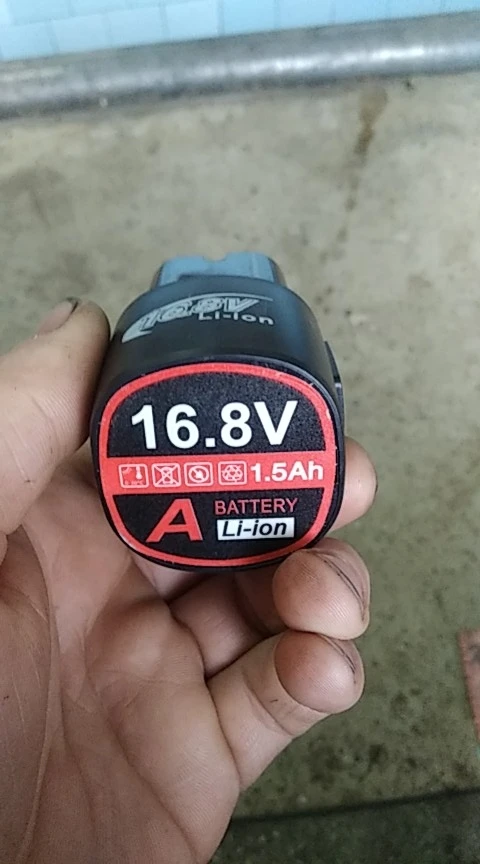 16.8V
Li-ion
16.8V
1.5Ah
A
BATTERY
Li-ion